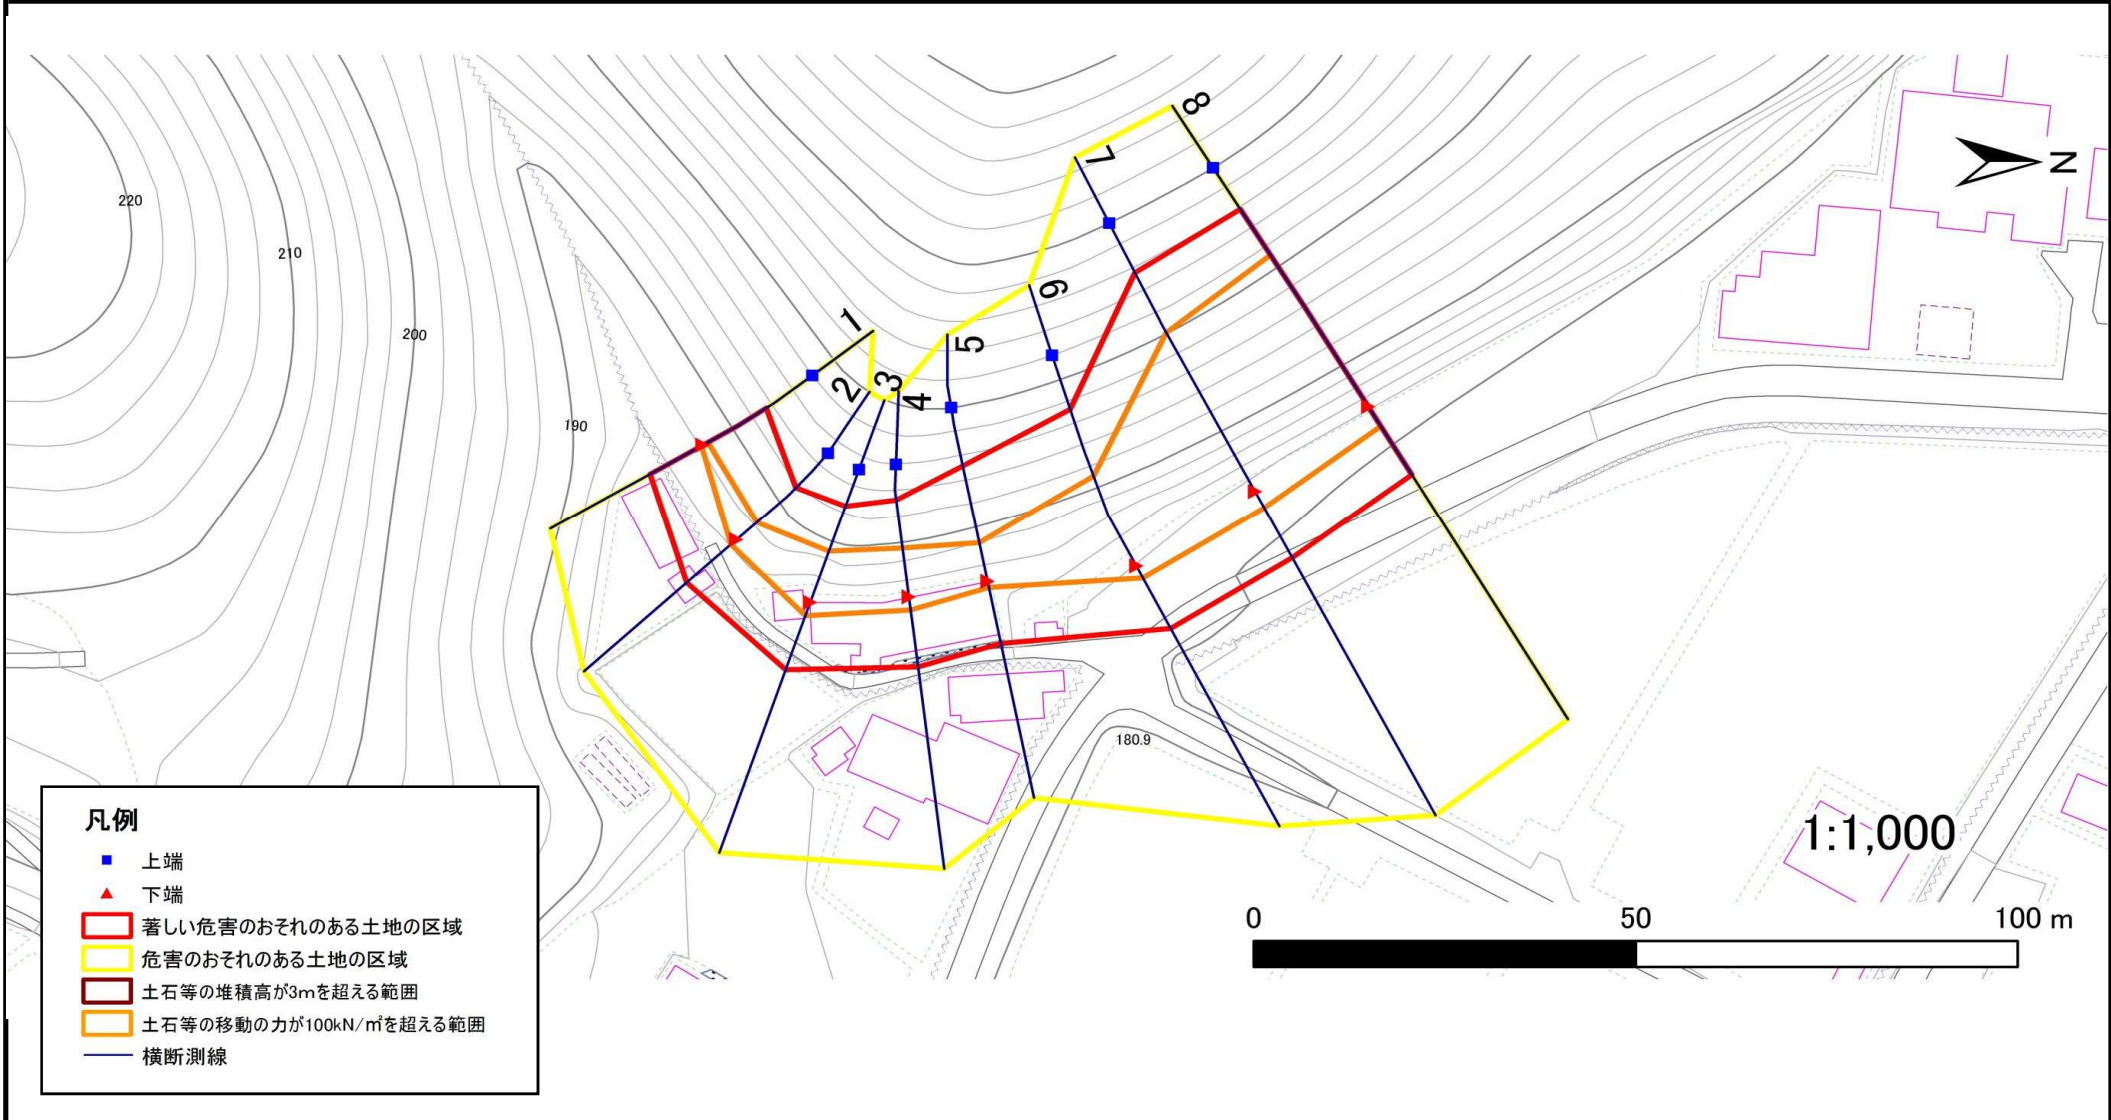 8
7
N
220
210
6
200
1
5
2
3
4
190
180.9
1:1,000
0
50
100 m
凡例
上端
下端
著しい危害のおそれのある土地の区域
危害のおそれのある土地の区域
土石等の堆積高が3mを超える範囲
土石等の移動の力が100kN/㎡を超える範囲
横断測線